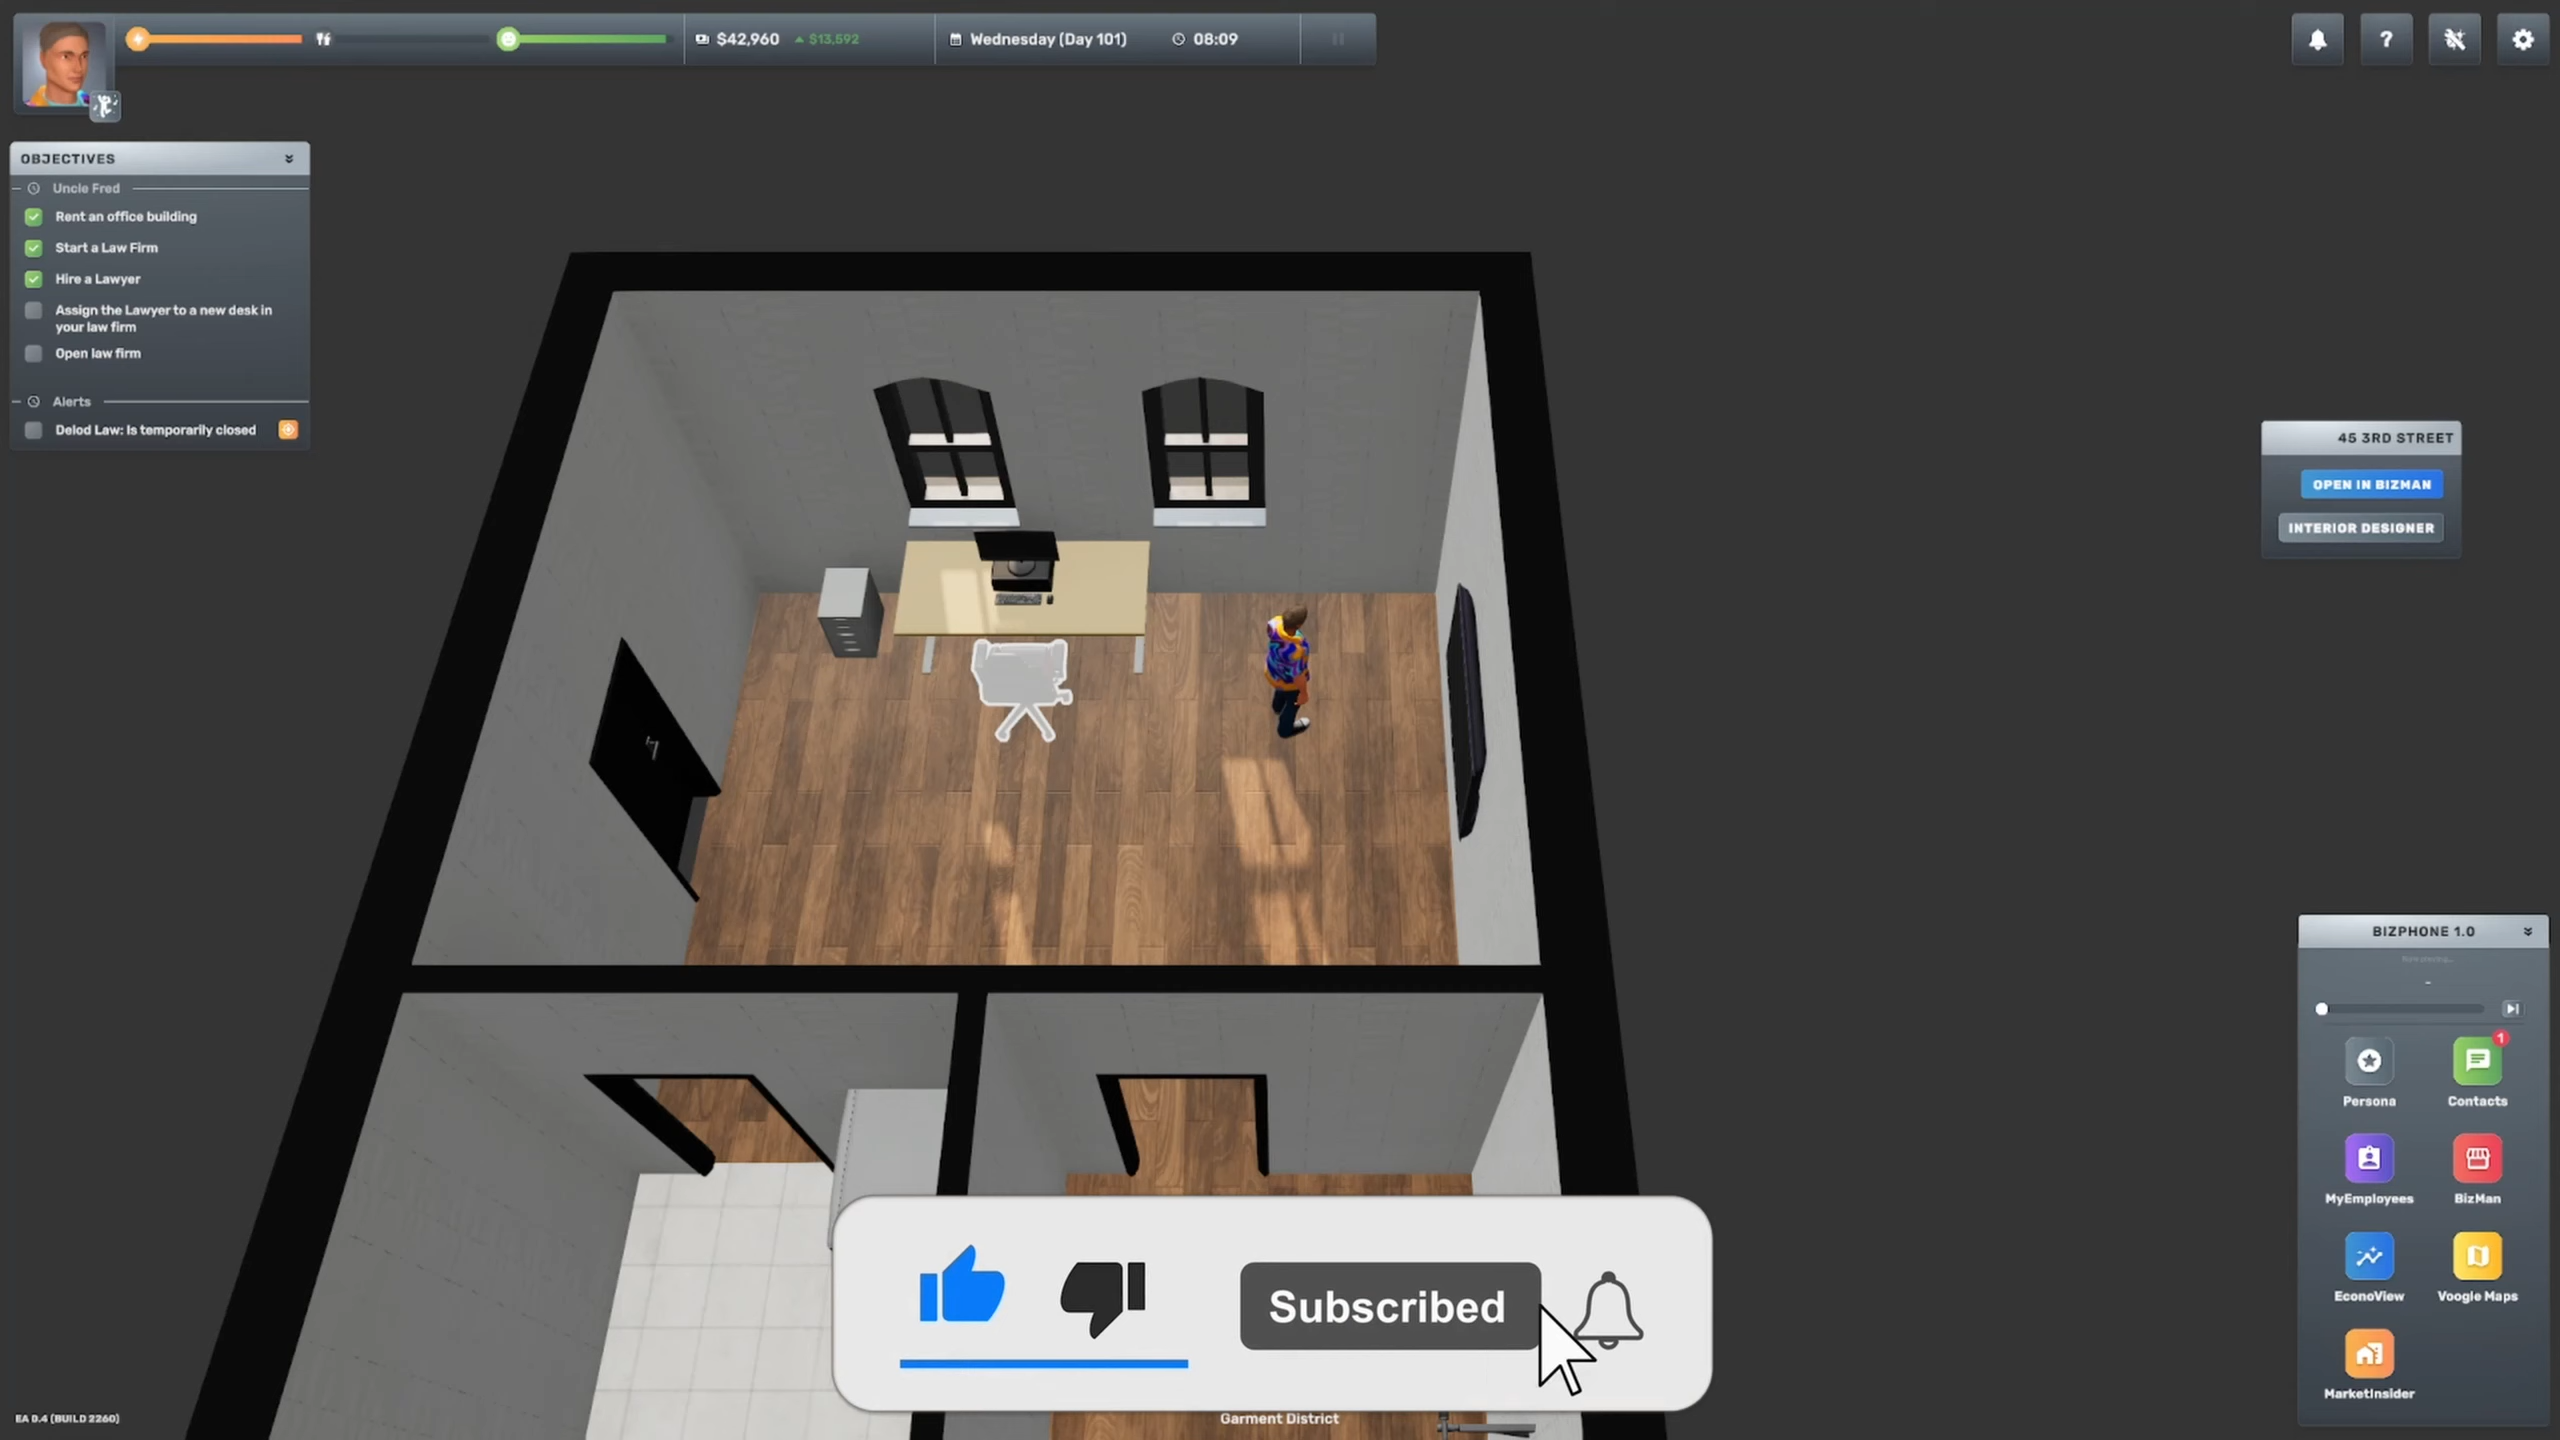 $42,960 $13,592 Wednesday (Day 101) 08:09
?
OBJECTIVES
Uncle Fred
Rent an office building
Start a Law Firm
Hire a Lawyer
Assign the Lawyer to a new desk in
your law firm
Open law firm
Alerts
Delod Law: Is temporarily closed
45 3RD STREET
OPEN IN BIZMAN
INTERIOR DESIGNER
BIZPHONE 1.0
-
1
Persona Contacts
MyEmployees BizMan
EconoView Voogle Maps
MarketInsider
Subscribed
EA 0.4 (BUILD 2260)
Garment District